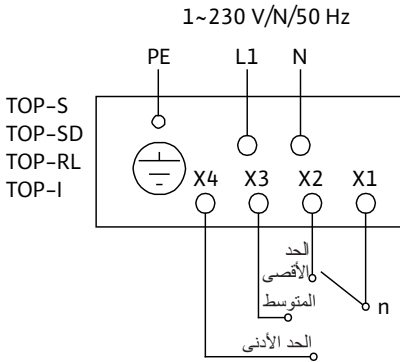 1~230 V/N/50 Hz
PE L1 N
TOP-S
TOP-SD
TOP-RL
TOP-I
X4 X3 X2 X1
الحد
الأقصى
المتوسط
n
الحد الأدنى